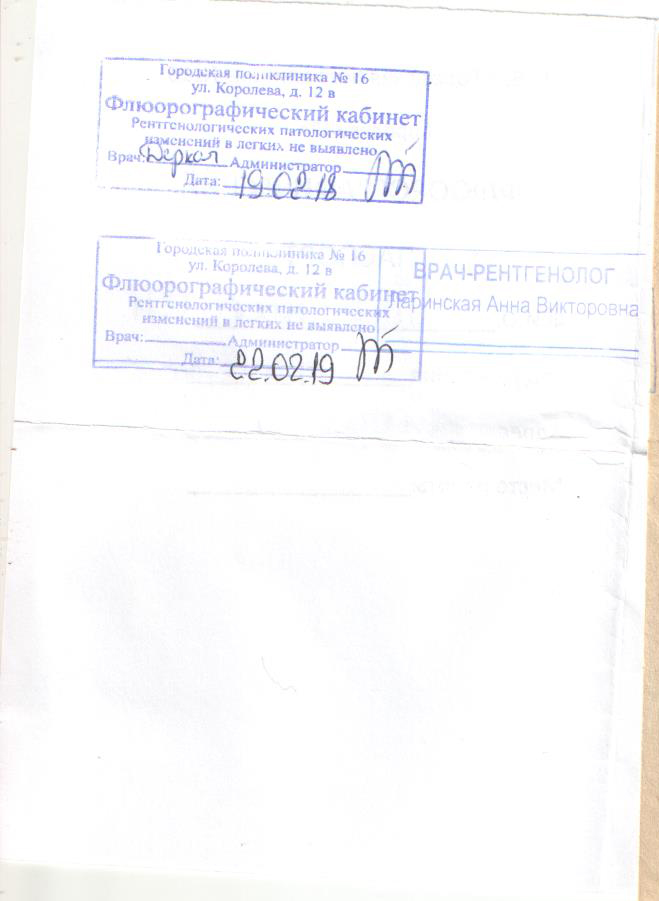 Городская поликлиника № 16
ул. Королева, д. 12 в
Флюорографический кабинет
Рентгенологических патологических
изменений в легких не выявлено
Врач: Администратор
Дата: 19.02.18
Городская поликлиника № 16
ул. Королева, д. 12 в
Флюорографический кабинет
Рентгенологических патологических
изменений в легких не выявлено
Врач: Администратор
Дата: 22.02.19
ВРАЧ-РЕНТГЕНОЛОГ
Ларинская Анна Викторовна